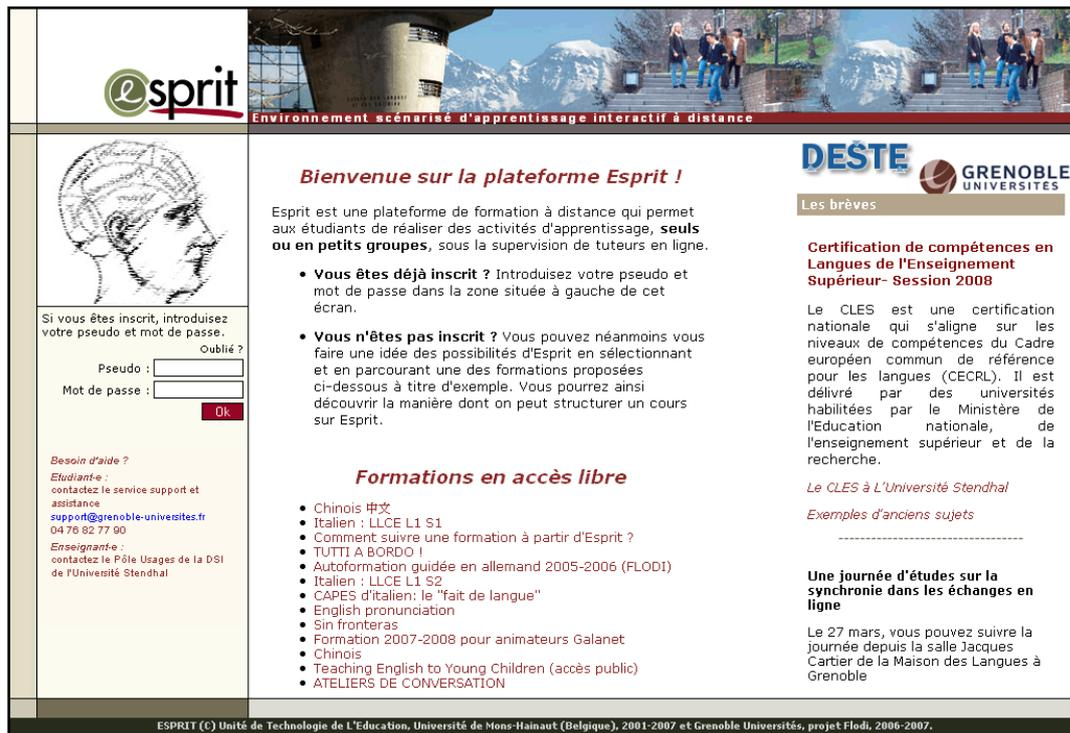 esprit
Environnement scénarisé d'apprentissage interactif à distance
Si vous êtes inscrit, introduisez
votre pseudo et mot de passe.
Oublié ?
Pseudo :
Mot de passe :
Ok
Besoin d'aide ?
Etudiant·e :
contactez le service support et
assistance
support@grenoble-universites.fr
04 76 82 77 90
Enseignant·e :
contactez le Pôle Usages de la DSI
de l'Université Stendhal
Bienvenue sur la plateforme Esprit !
Esprit est une plateforme de formation à distance qui permet
aux étudiants de réaliser des activités d'apprentissage, seuls
ou en petits groupes, sous la supervision de tuteurs en ligne.
• Vous êtes déjà inscrit ? Introduisez votre pseudo et
mot de passe dans la zone située à gauche de cet
écran.
• Vous n'êtes pas inscrit ? Vous pouvez néanmoins vous
faire une idée des possibilités d'Esprit en sélectionnant
et en parcourant une des formations proposées
ci-dessous à titre d'exemple. Vous pourrez ainsi
découvrir la manière dont on peut structurer un cours
sur Esprit.
Formations en accès libre
• Chinois 中文
• Italien : LLCE L1 S1
• Comment suivre une formation à partir d'Esprit ?
• TUTTI A BORDO !
• Autoformation guidée en allemand 2005-2006 (FLODI)
• Italien : LLCE L1 S2
• CAPES d'italien: le "fait de langue"
• English pronunciation
• Sin fronteras
• Formation 2007-2008 pour animateurs Galanet
• Chinois
• Teaching English to Young Children (accès public)
• ATELIERS DE CONVERSATION
DEŠTE
GRENOBLE
UNIVERSITÉS
Les brèves
Certification de compétences en
Langues de l'Enseignement
Supérieur- Session 2008
Le CLES est une certification
nationale qui s'aligne sur les
niveaux de compétences du Cadre
européen commun de référence
pour les langues (CECRL). Il est
délivré par des universités
habilitées par le Ministère de
l'Education nationale, de
l'enseignement supérieur et de la
recherche.
Le CLES à L'Université Stendhal
Exemples d'anciens sujets
----------------------------------
Une journée d'études sur la
synchronie dans les échanges en
ligne
Le 27 mars, vous pouvez suivre la
journée depuis la salle Jacques
Cartier de la Maison des Langues à
Grenoble
ESPRIT (C) Unité de Technologie de L'Education, Université de Mons-Hainaut (Belgique), 2001-2007 et Grenoble Universités, projet Flodi, 2006-2007.